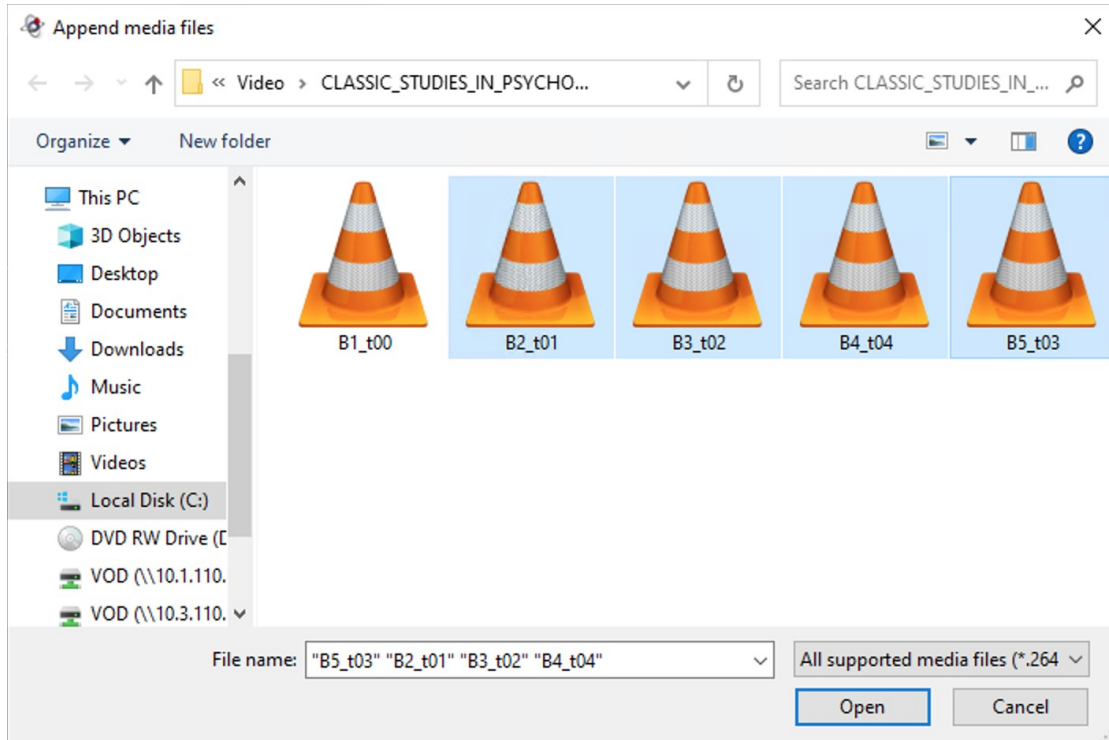 Append media files
« Video › CLASSIC_STUDIES_IN_PSYCHO...
Search CLASSIC_STUDIES_IN_...
Organize
New folder
This PC
3D Objects
Desktop
Documents
Downloads
Music
Pictures
Videos
Local Disk (C:)
DVD RW Drive (D
VOD (\\10.1.110.
VOD (\\10.3.110.
B1_t00
B2_t01
B3_t02
B4_t04
B5_t03
File name: "B5_t03" "B2_t01" "B3_t02" "B4_t04"
All supported media files (*.264
Open
Cancel